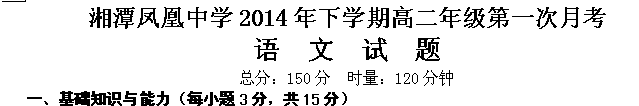 湘潭凤凰中学2014年下学期高二年级第一次月考
语 文 试 题
总分：150分 时量：120分钟
一、基础知识与能力（每小题3分，共15分）